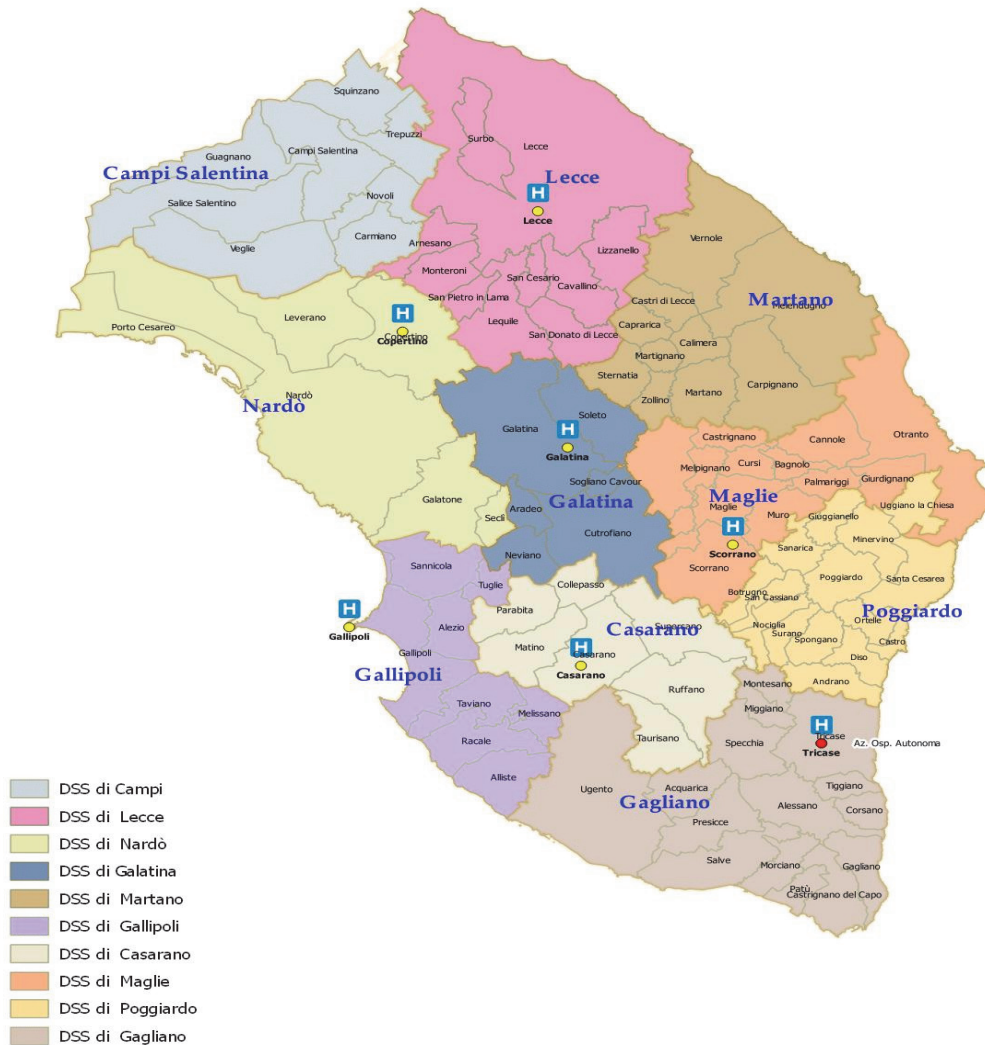 Squinzano
Trepuzzi
Surbo
Lecce
Campi Salentina
Guagnano
Campi Salentina
Lecce
H
Novoli
Salice Salentino
Lecce
Carmiano
Veglie
Arnesano
Lizzanello
Vernole
Monteroni
San Cesario
Cavallino
San Pietro in Lama
Castri di Lecce
Martano
Melendugno
Leverano
H
Lequile
Caprarica
Porto Cesareo
Copertino
Copertino
San Donato di Lecce
Calimera
Martignano
Sternatia
Carpignano
Nardò
Nardò
Zollino
Martano
Soleto
Galatina
H
Castrignano
Cannole
Otranto
Galatina
Melpignano
Cursi
Bagnolo
Sogliano Cavour
Palmariggi
Giurdignano
Galatina
Maglie
Galatone
Aradeo
Maglie
Muro
Uggiano la Chiesa
Seclì
Giuggianello
Cutrofiano
H
Minervino
Neviano
Scorrano
Sanarica
Sannicola
Scorrano
Poggiardo
Santa Cesarea
Tuglie
Collepasso
Botrugno
San Cassiano
H
Parabita
Poggiardo
Gallipoli
Alezio
Casarano
Supersano
Nociglia
Surano
Ortelle
Spongano
Castro
Matino
H
Casarano
Gallipoli
Diso
Casarano
Gallipoli
Andrano
Ruffano
Montesano
Taviano
Melissano
Miggiano
H
Taurisano
Tricase
Racale
Specchia
Tricase
Az. Osp. Autonoma
Alliste
Ugento
Acquarica
Tiggiano
Gagliano
Alessano
Corsano
Presicce
Salve
Morciano
Gagliano
Patù
Castrignano del Capo
DSS di Campi
DSS di Lecce
DSS di Nardò
DSS di Galatina
DSS di Martano
DSS di Gallipoli
DSS di Casarano
DSS di Maglie
DSS di Poggiardo
DSS di Gagliano